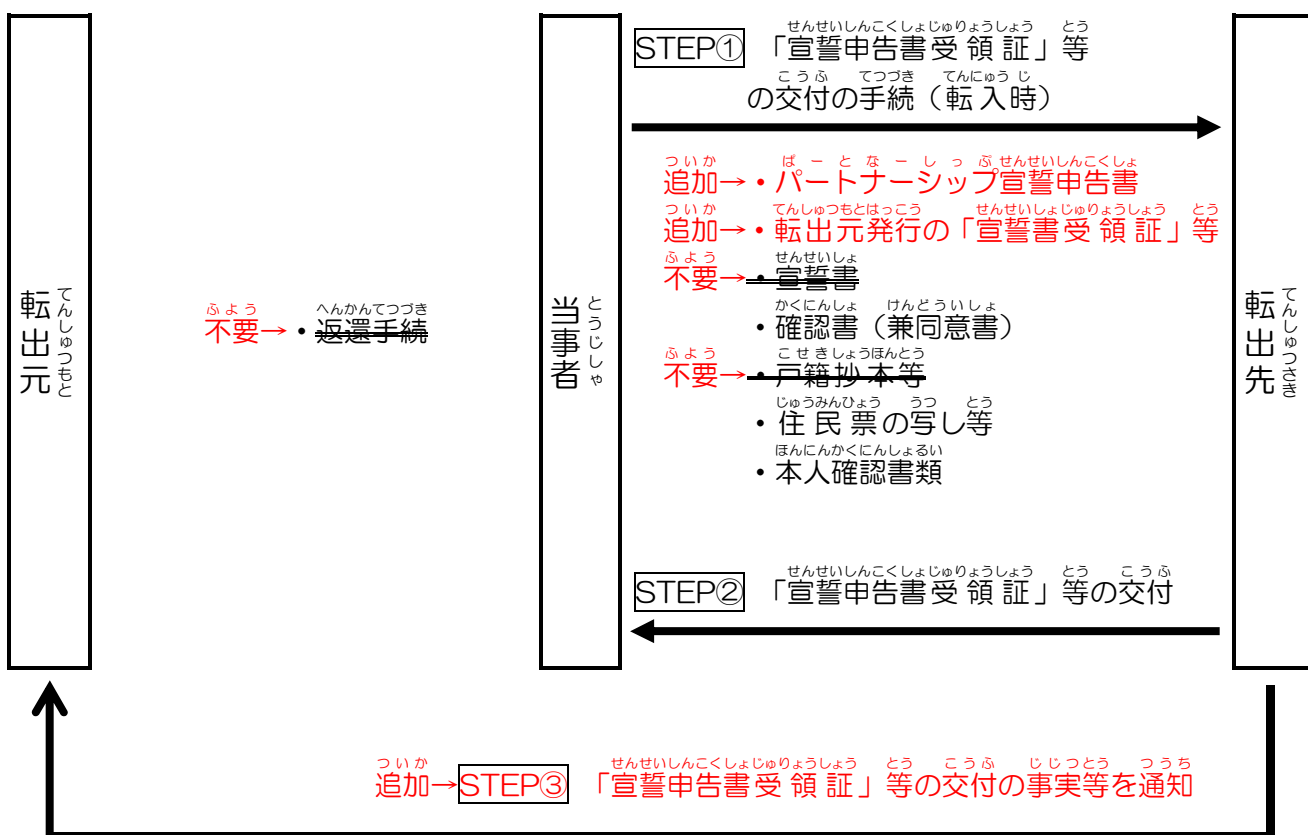 せんせいしんこくしょじゅりょうしょう とう
STEP① 「宣誓申告書受領証」等
こうふ てつづき てんにゅうじ
の交付の手続（転入時）
ついか ぱーとなーしっぷせんせいしんこくしょ
追加→・パートナーシップ宣誓申告書
ついか てんしゅつもとはっこう せんせいしょじゅりょうしょう とう
追加→・転出元発行の「宣誓書受領証」等
ふよう せんせいしょ
不要→・宣誓書
かくにんしょ けんどういしょ
・確認書（兼同意書）
ふよう こせきしょうほんとう
不要→・戸籍抄本等
じゅうみんひょう うつ とう
・住民票の写し等
ほんにんかくにんしょるい
・本人確認書類
てんしゅつもと
転出元
ふよう へんかんてつづき
不要→・返還手続
とうじしゃ
当事者
てんしゅつさき
転出先
せんせいしんこくしょじゅりょうしょう とう こうふ
STEP② 「宣誓申告書受領証」等の交付
ついか せんせいしんこくしょじゅりょうしょう とう こうふ じじつとう つうち
追加→STEP③ 「宣誓申告書受領証」等の交付の事実等を通知